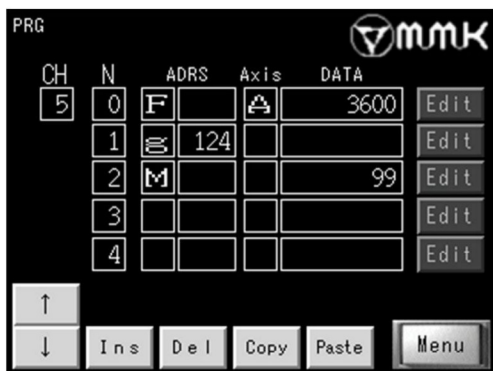 PRG
MMK
CH N ADRS Axis DATA
5 0 F A 3600 Edit
1 g 124 Edit
2 M 99 Edit
3 Edit
4 Edit
↑
↓ Ins Del Copy Paste Menu